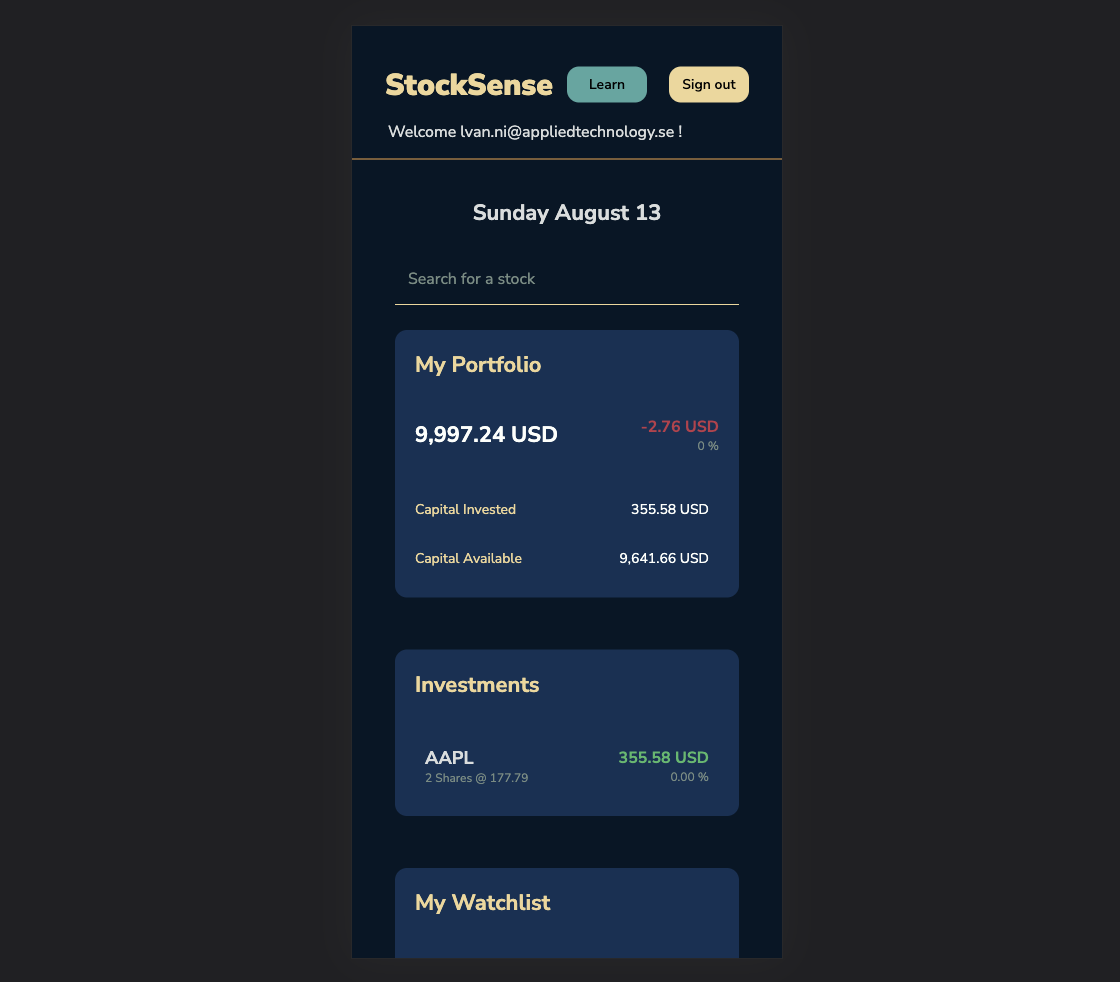 StockSense Learn Sign out
Welcome lvan.ni@appliedtechnology.se !
Sunday August 13
Search for a stock
My Portfolio
9,997.24 USD -2.76 USD
0 %
Capital Invested 355.58 USD
Capital Available 9,641.66 USD
Investments
AAPL 355.58 USD
2 Shares @ 177.79 0.00 %
My Watchlist